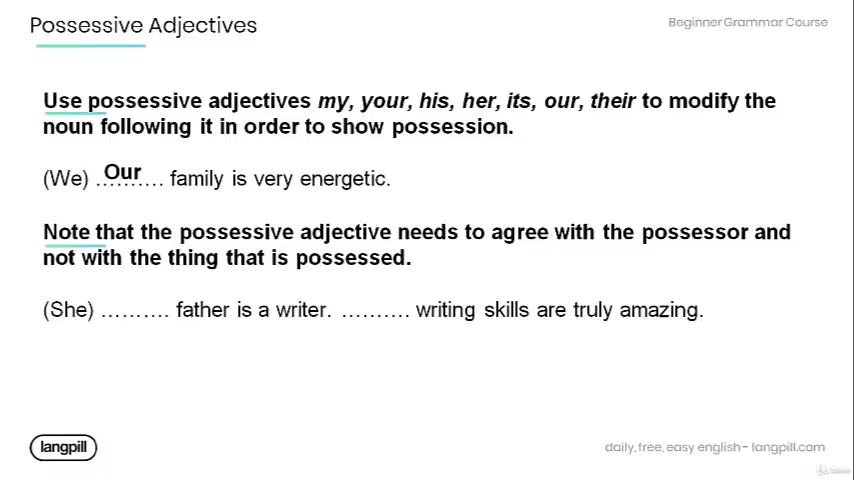 Possessive Adjectives
Beginner Grammar Course
Use possessive adjectives my, your, his, her, its, our, their to modify the
noun following it in order to show possession.
(We) Our.......... family is very energetic.
Note that the possessive adjective needs to agree with the possessor and
not with the thing that is possessed.
(She) .......... father is a writer. .......... writing skills are truly amazing.
langpill
daily, free, easy english - langpill.com
Udemy